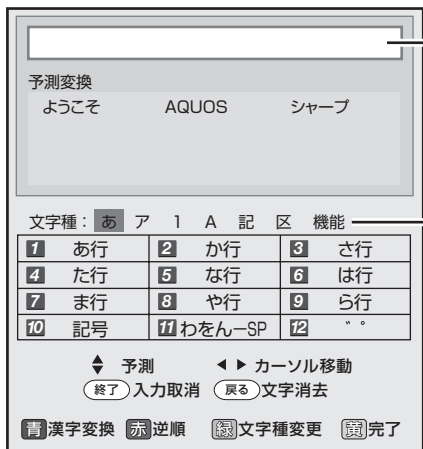 予測変換
ようこそ AQUOS シャープ
文字種： あ ア 1 A 記 区 機能
1 あ行 2 か行 3 さ行
4 た行 5 な行 6 は行
7 ま行 8 や行 9 ら行
10 記号 11 わをんーSP 12 ゛゜
予測 カーソル移動
終了 入力取消 戻る 文字消去
青 漢字変換 赤 逆順 緑 文字種変更 黄 完了